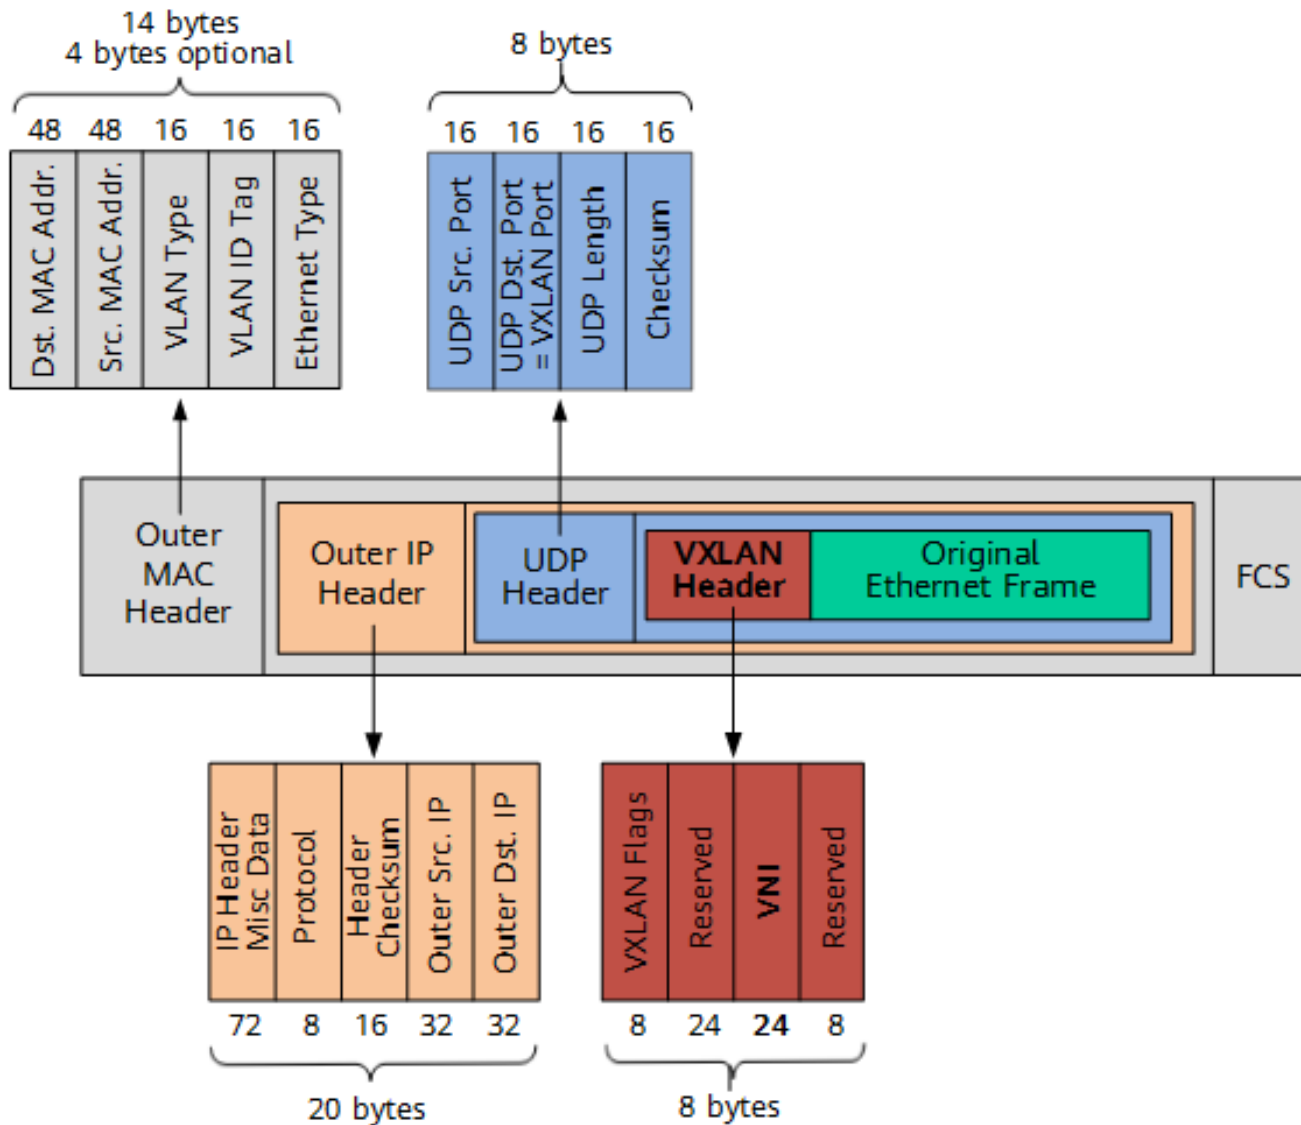 14 bytes
4 bytes optional
8 bytes
48 48 16 16 16
16 16 16 16
Dst. MAC Addr.
Src. MAC Addr.
VLAN Type
VLAN ID Tag
Ethernet Type
UDP Src. Port
UDP Dst. Port
= VXLAN Port
UDP Length
Checksum
Outer
MAC
Header
Outer IP
Header
UDP
Header
VXLAN
Header
Original
Ethernet Frame
FCS
IP Header
Misc Data
Protocol
Header
Checksum
Outer Src. IP
Outer Dst. IP
VXLAN Flags
Reserved
VNI
Reserved
72 8 16 32 32
8 24 24 8
20 bytes
8 bytes